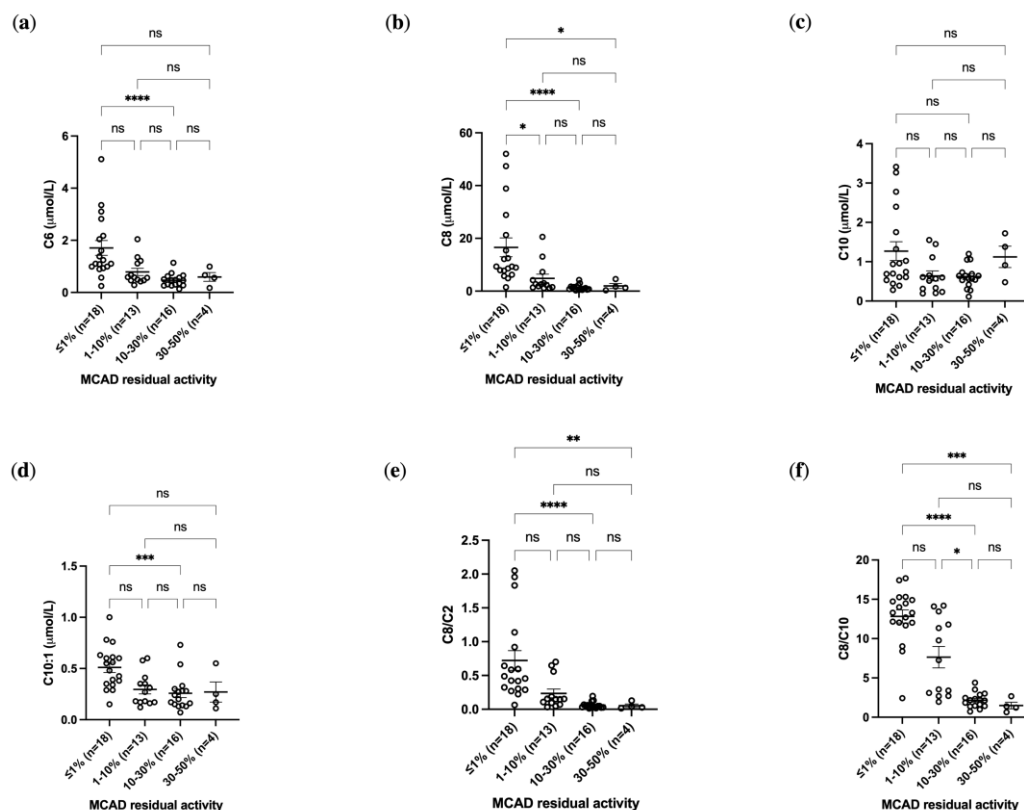 (a)
ns
ns
****
ns
ns
ns
6
4
2
0
C6 (µmol/L)
≤1% (n=18)
1-10% (n=13)
10-30% (n=16)
30-50% (n=4)
MCAD residual activity
(b)
*
ns
****
*
ns
ns
60
40
20
0
C8 (µmol/L)
≤1% (n=18)
1-10% (n=13)
10-30% (n=16)
30-50% (n=4)
MCAD residual activity
(c)
ns
ns
ns
ns
ns
ns
4
3
2
1
0
C10 (µmol/L)
≤1% (n=18)
1-10% (n=13)
10-30% (n=16)
30-50% (n=4)
MCAD residual activity
(d)
ns
ns
***
ns
ns
ns
1.5
1.0
0.5
0.0
C10:1 (µmol/L)
≤1% (n=18)
1-10% (n=13)
10-30% (n=16)
30-50% (n=4)
MCAD residual activity
(e)
**
ns
****
ns
ns
ns
2.5
2.0
1.5
1.0
0.5
0.0
C8/C2
≤1% (n=18)
1-10% (n=13)
10-30% (n=16)
30-50% (n=4)
MCAD residual activity
(f)
***
ns
****
ns
*
ns
20
15
10
5
0
C8/C10
≤1% (n=18)
1-10% (n=13)
10-30% (n=16)
30-50% (n=4)
MCAD residual activity